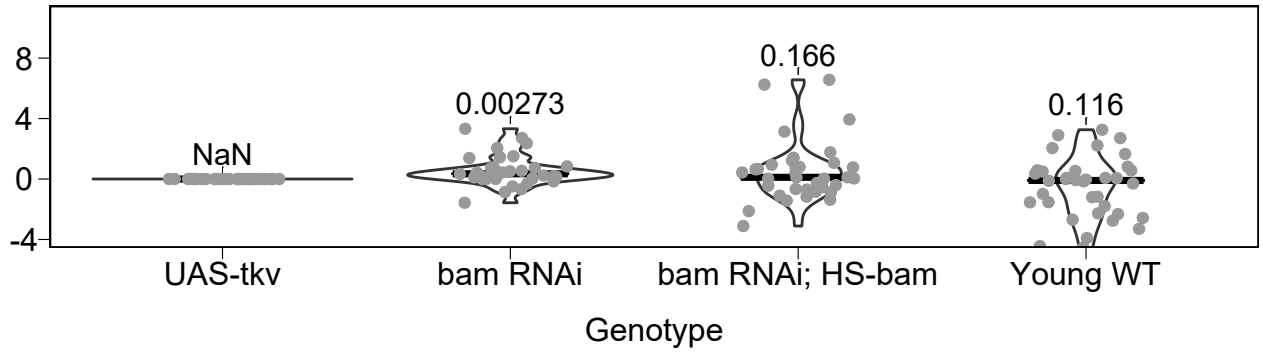 8
0.166
4
0.00273
0.116
NaN
0
-4
UAS-tkv bam RNAi bam RNAi; HS-bam Young WT
Genotype